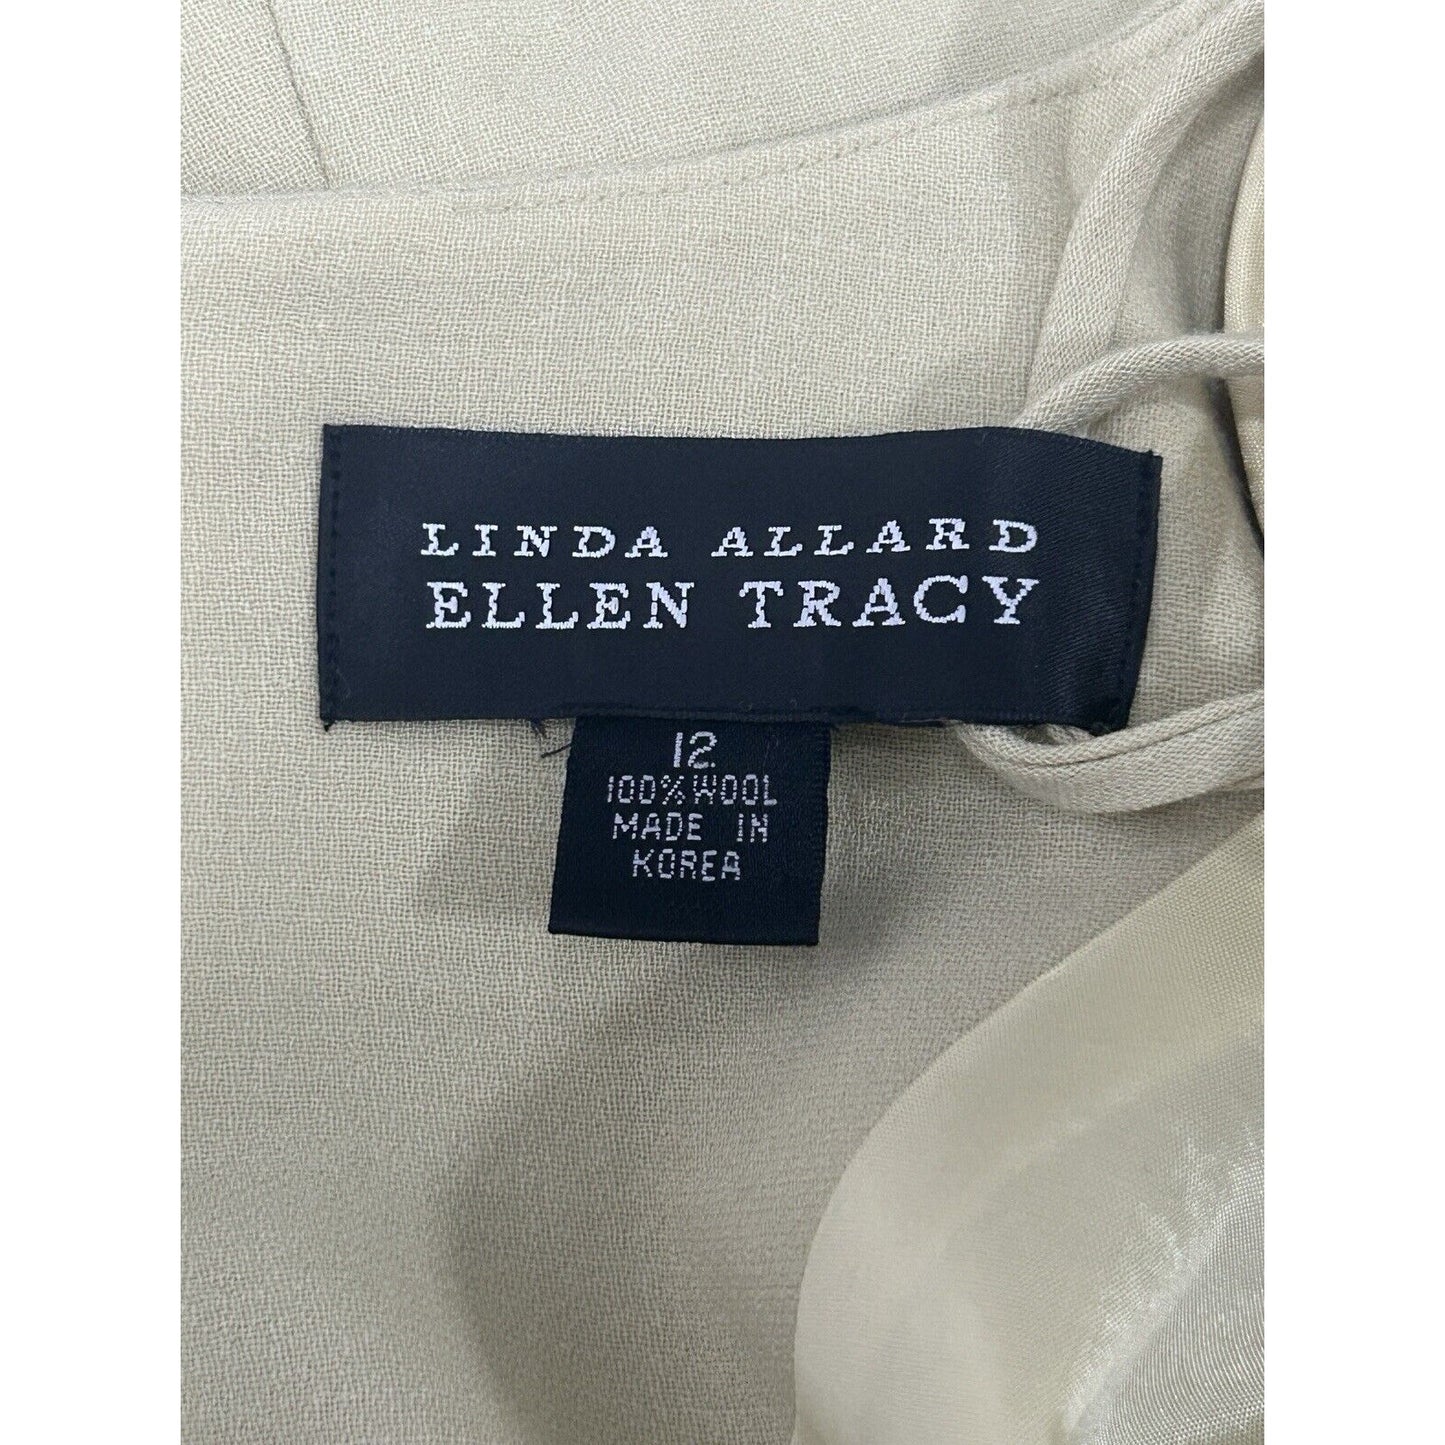 LINDA ALLARD
ELLEN TRACY
12
100% WOOL
MADE IN
KOREA